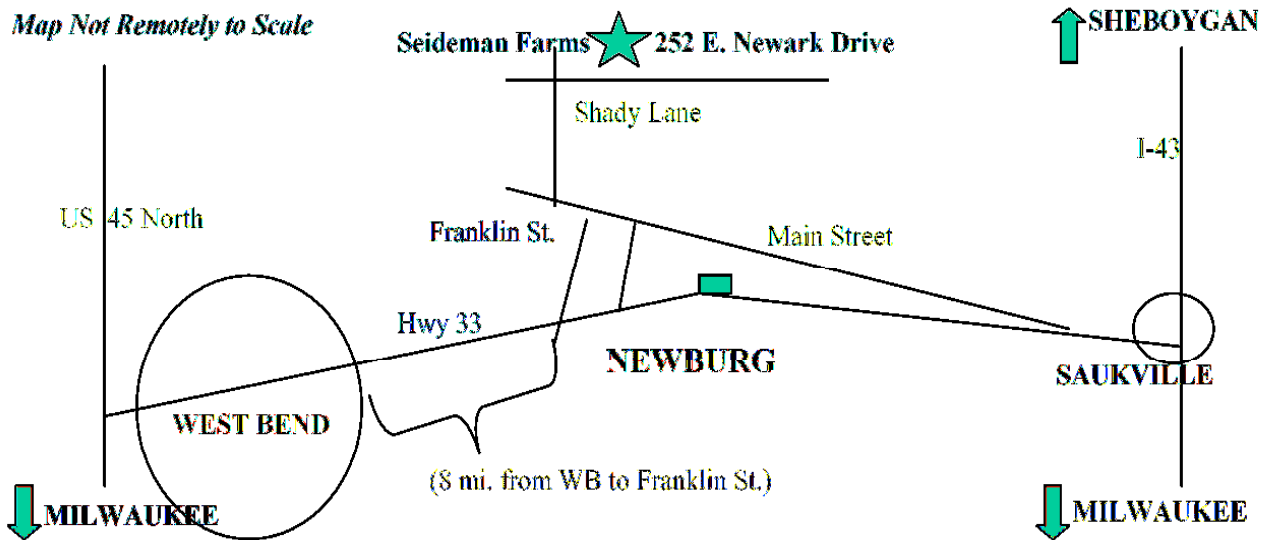 Map Not Remotely to Scale
SHEBOYGAN
Seideman Farms 252 E. Newark Drive
Shady Lane
I-43
US 45 North
Franklin St.
Main Street
Hwy 33
NEWBURG
SAUKVILLE
WEST BEND
(8 mi. from WB to Franklin St.)
MILWAUKEE
MILWAUKEE